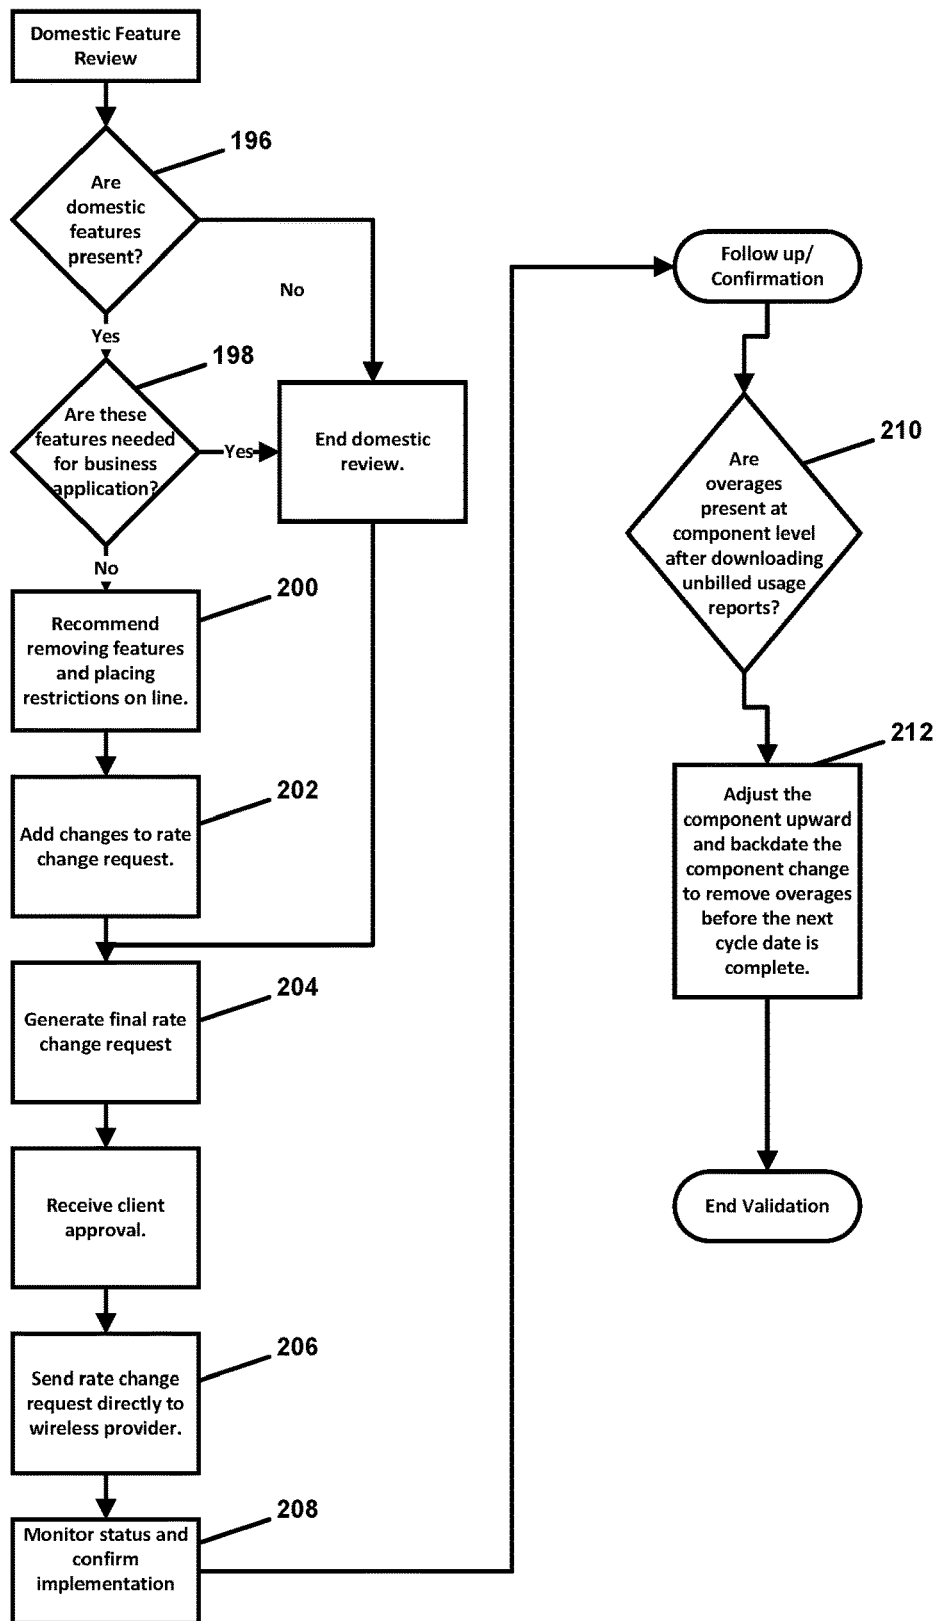 Domestic Feature
Review
196
Are
domestic
features
present?
No
Yes
198
Are these
features needed
for business
application?
Yes
End domestic
review.
No
200
Recommend
removing features
and placing
restrictions on line.
202
Add changes to rate
change request.
204
Generate final rate
change request
Receive client
approval.
206
Send rate change
request directly to
wireless provider.
208
Monitor status and
confirm
implementation
Follow up/
Confirmation
210
Are
overages
present at
component level
after downloading
unbilled usage
reports?
212
Adjust the
component upward
and backdate the
component change
to remove overages
before the next
cycle date is
complete.
End Validation